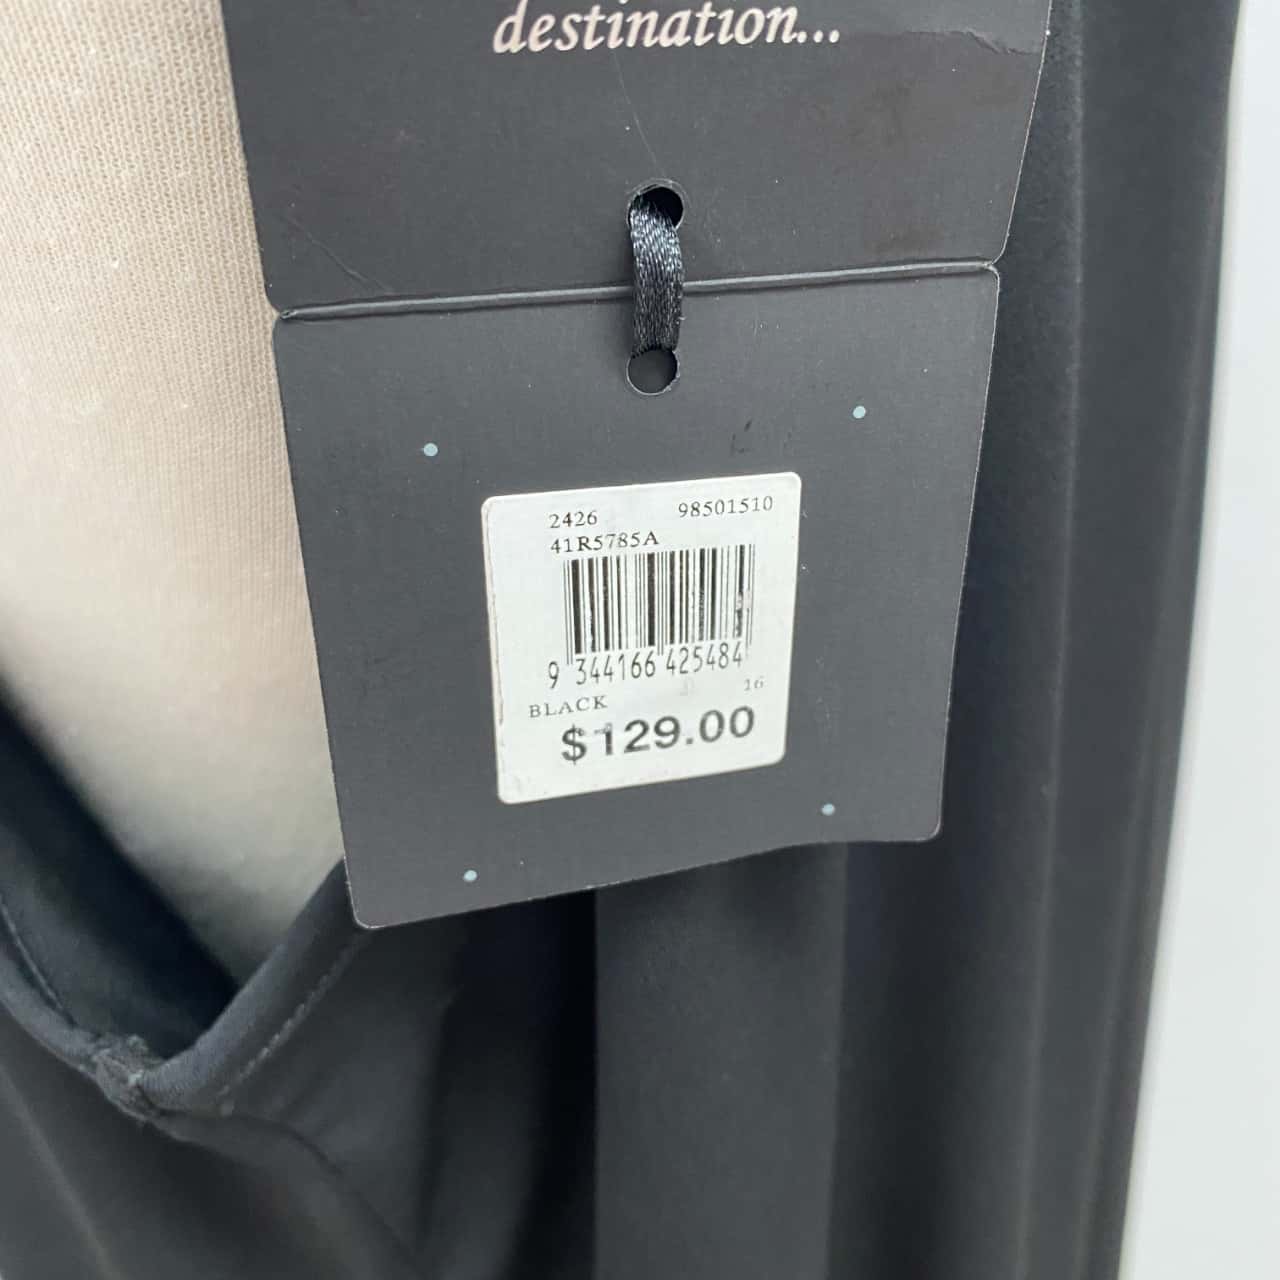 destination...
2426 98501510
41R5785A
9 344166 425484
BLACK 16
$129.00